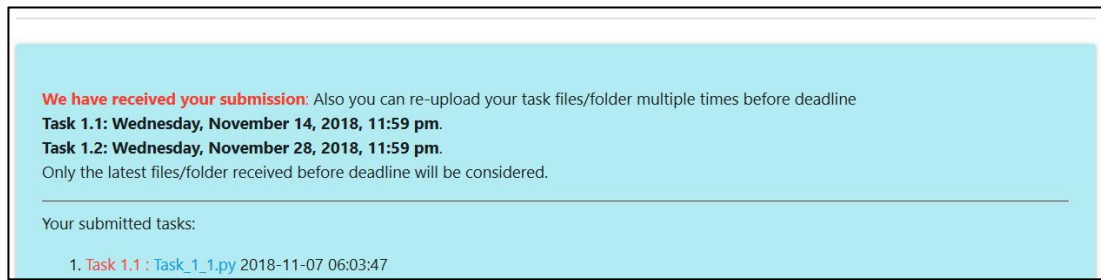 We have received your submission: Also you can re-upload your task files/folder multiple times before deadline
Task 1.1: Wednesday, November 14, 2018, 11:59 pm.
Task 1.2: Wednesday, November 28, 2018, 11:59 pm.
Only the latest files/folder received before deadline will be considered.
Your submitted tasks:
1. Task 1.1 : Task_1_1.py 2018-11-07 06:03:47